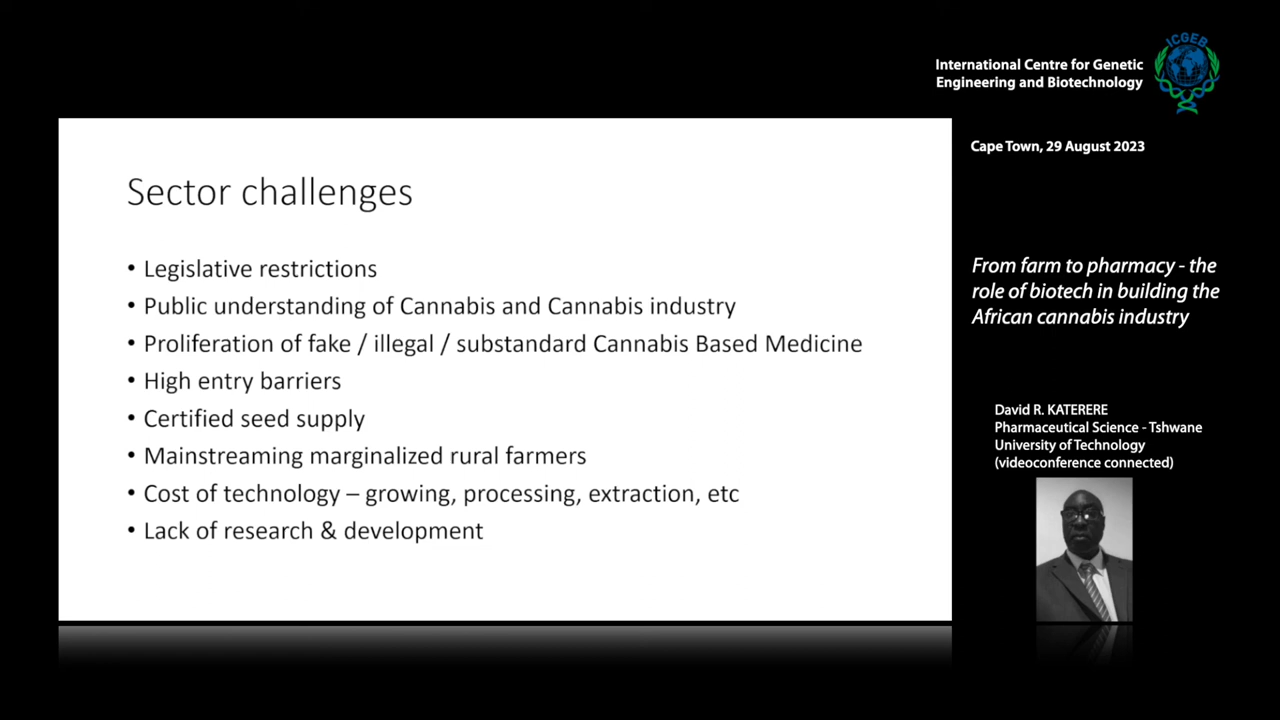 ICGEB
International Centre for Genetic
Engineering and Biotechnology
Cape Town, 29 August 2023
Sector challenges
• Legislative restrictions
• Public understanding of Cannabis and Cannabis industry
• Proliferation of fake / illegal / substandard Cannabis Based Medicine
• High entry barriers
• Certified seed supply
• Mainstreaming marginalized rural farmers
• Cost of technology – growing, processing, extraction, etc
• Lack of research & development
From farm to pharmacy - the
role of biotech in building the
African cannabis industry
David R. KATERERE
Pharmaceutical Science - Tshwane
University of Technology
(videoconference connected)